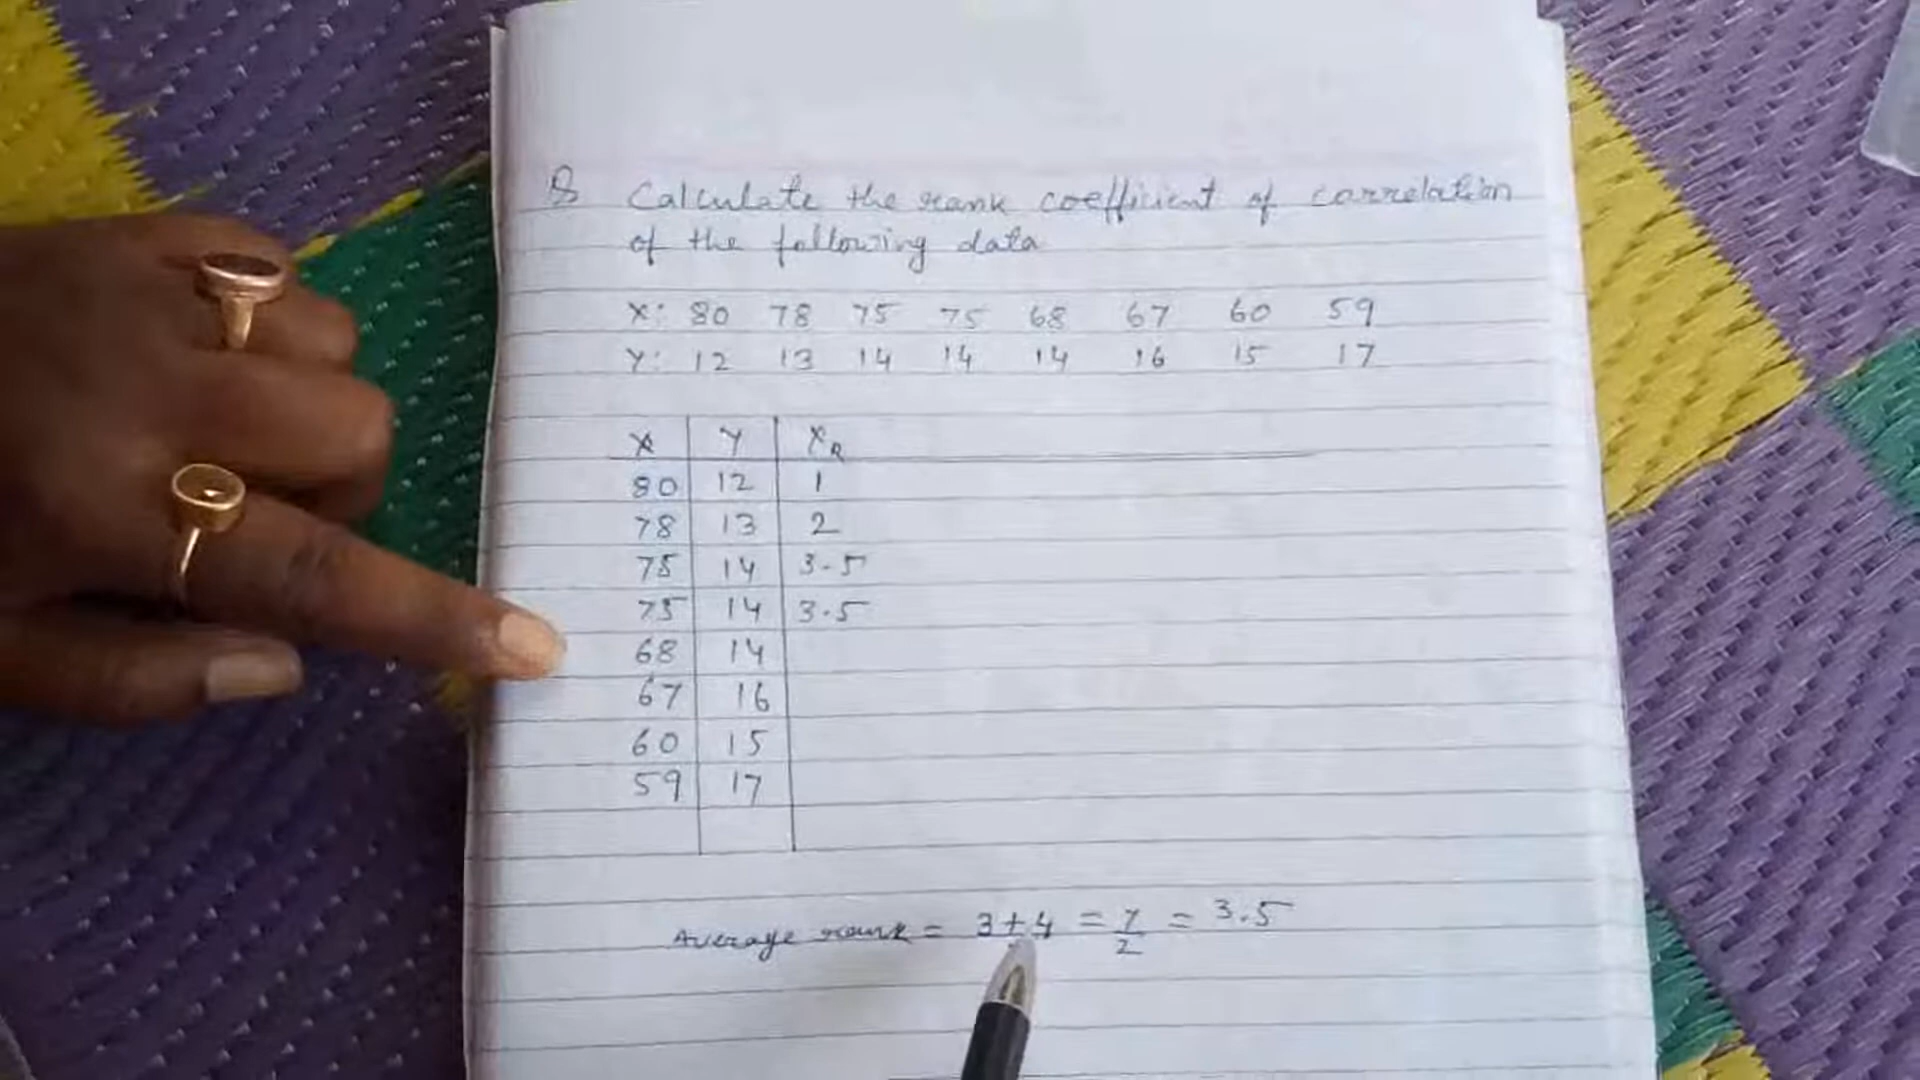 Q Calculate the rank coefficient of correlation
of the following data
X: 80 78 75 75 68 67 60 59
Y: 12 13 14 14 14 16 15 17
X Y XR
80 12 1
78 13 2
75 14 3.5
75 14 3.5
68 14
67 16
60 15
59 17
Average rank = 3+4 = 7/2 = 3.5